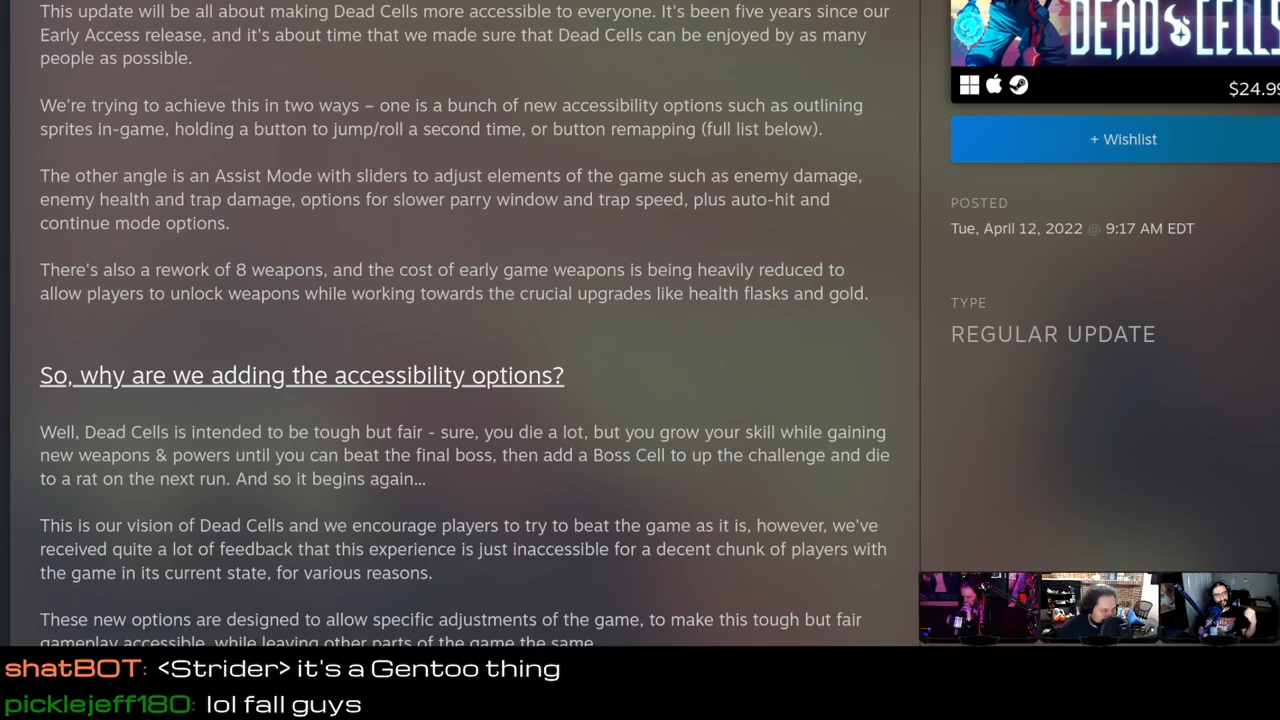 This update will be all about making Dead Cells more accessible to everyone. It's been five years since our
Early Access release, and it's about time that we made sure that Dead Cells can be enjoyed by as many
people as possible.
We're trying to achieve this in two ways – one is a bunch of new accessibility options such as outlining
sprites in-game, holding a button to jump/roll a second time, or button remapping (full list below).
The other angle is an Assist Mode with sliders to adjust elements of the game such as enemy damage,
enemy health and trap damage, options for slower parry window and trap speed, plus auto-hit and
continue mode options.
There's also a rework of 8 weapons, and the cost of early game weapons is being heavily reduced to
allow players to unlock weapons while working towards the crucial upgrades like health flasks and gold.
So, why are we adding the accessibility options?
Well, Dead Cells is intended to be tough but fair - sure, you die a lot, but you grow your skill while gaining
new weapons & powers until you can beat the final boss, then add a Boss Cell to up the challenge and die
to a rat on the next run. And so it begins again...
This is our vision of Dead Cells and we encourage players to try to beat the game as it is, however, we've
received quite a lot of feedback that this experience is just inaccessible for a decent chunk of players with
the game in its current state, for various reasons.
These new options are designed to allow specific adjustments of the game, to make this tough but fair
gameplay accessible, while leaving other parts of the game the same.
DEAD CELLS
$24.99
+ Wishlist
POSTED
Tue, April 12, 2022 @ 9:17 AM EDT
TYPE
REGULAR UPDATE
shatBOT: <Strider> it's a Gentoo thing
picklejeff180: lol fall guys